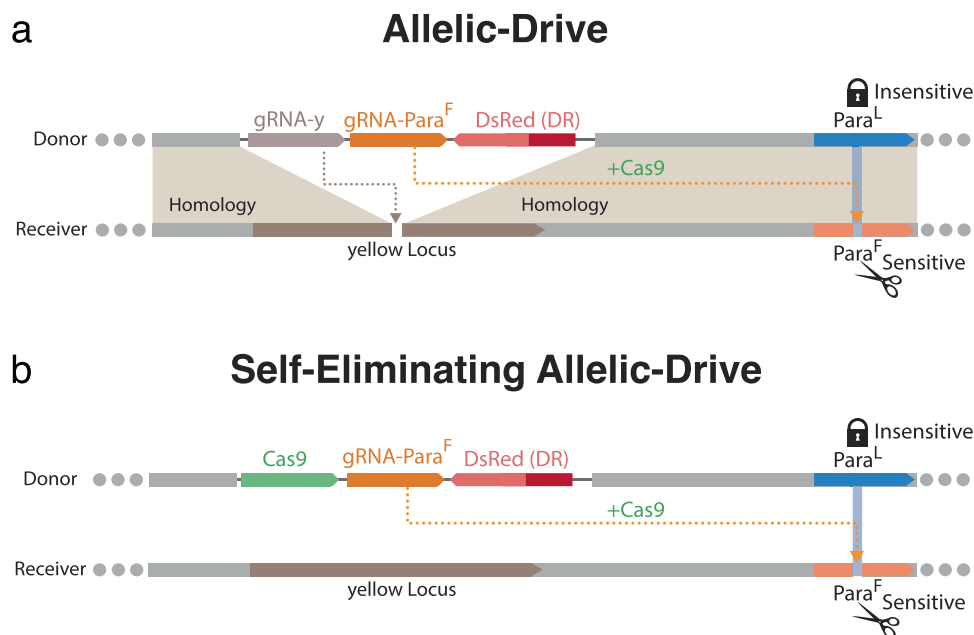 a
Allelic-Drive
Insensitive
gRNA-y gRNA-Para^F DsRed (DR) Para^L
Donor
+Cas9
Homology Homology
Receiver
yellow Locus Para^F Sensitive
b
Self-Eliminating Allelic-Drive
Insensitive
Cas9 gRNA-Para^F DsRed (DR) Para^L
Donor
+Cas9
Receiver
yellow Locus Para^F Sensitive